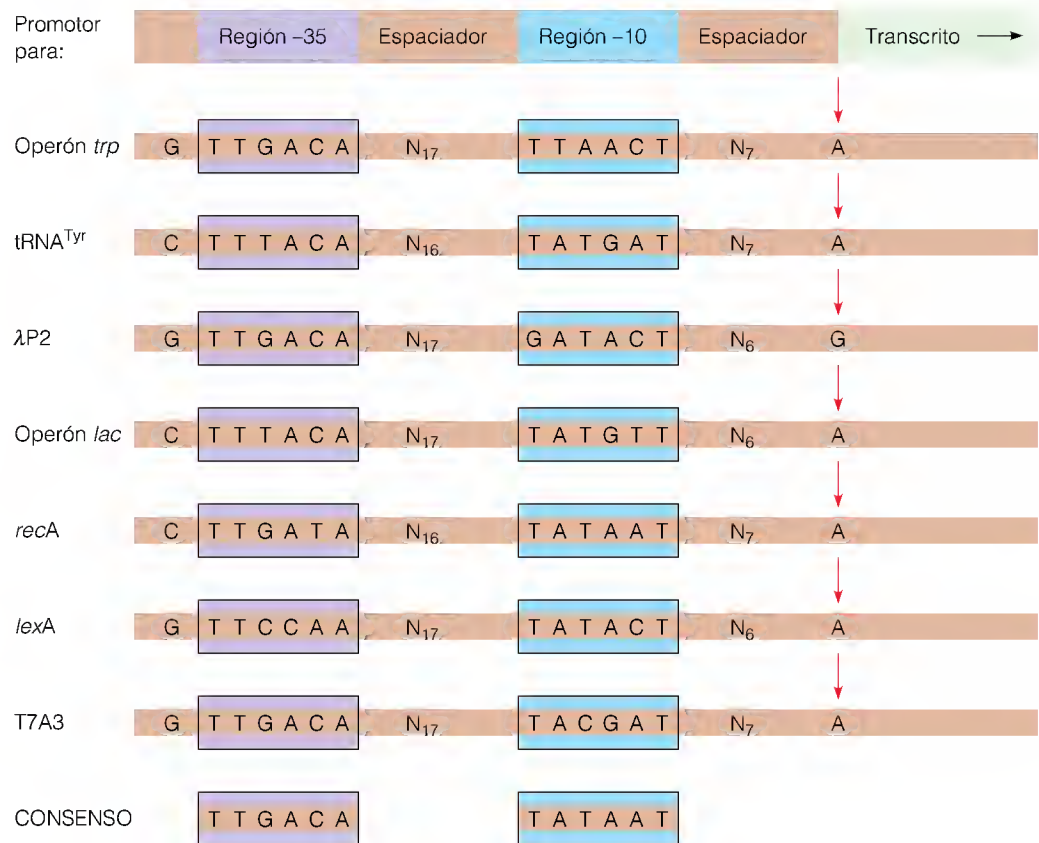 Promotor para:
Región –35
Espaciador
Región –10
Espaciador
Transcrito →
Operón trp G T T G A C A N17 T T A A C T N7 A
tRNATyr C T T T A C A N16 T A T G A T N7 A
λP2 G T T G A C A N17 G A T A C T N6 G
Operón lac C T T T A C A N17 T A T G T T N6 A
recA C T T G A T A N16 T A T A A T N7 A
lexA G T T C C A A N17 T A T A C T N6 A
T7A3 G T T G A C A N17 T A C G A T N7 A
CONSENSO T T G A C A T A T A A T